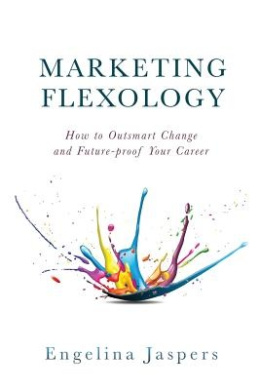 MARKETING
FLEXOLOGY
How to Outsmart Change
and Future-proof Your Career
Engelina Jaspers